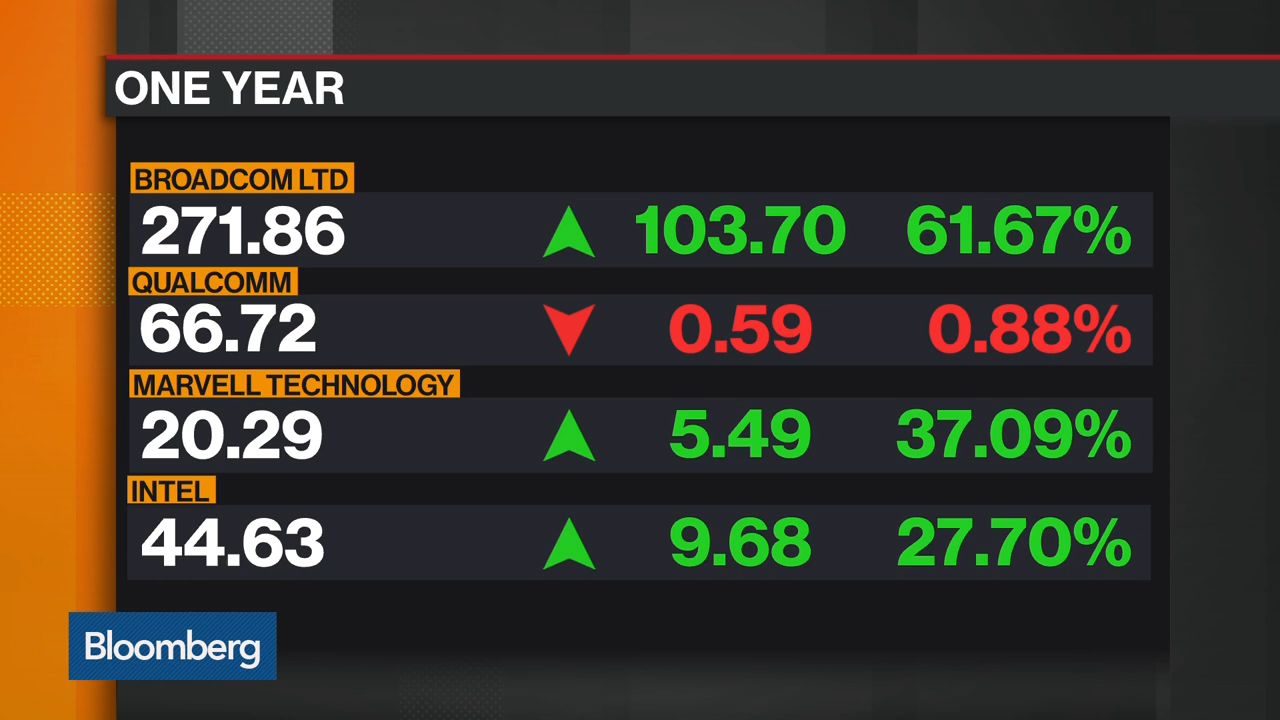 ONE YEAR
BROADCOM LTD
271.86 103.70 61.67%
QUALCOMM
66.72 0.59 0.88%
MARVELL TECHNOLOGY
20.29 5.49 37.09%
INTEL
44.63 9.68 27.70%
Bloomberg